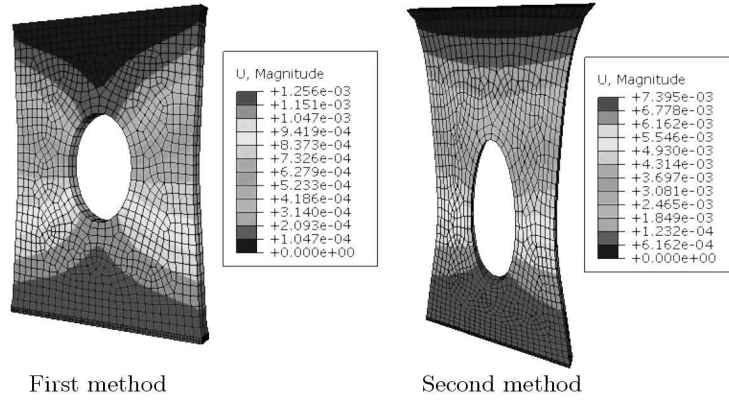 U, Magnitude
+1.256e-03
+1.151e-03
+1.047e-03
+9.419e-04
+8.373e-04
+7.326e-04
+6.279e-04
+5.233e-04
+4.186e-04
+3.140e-04
+2.093e-04
+1.047e-04
+0.000e+00
U, Magnitude
+7.395e-03
+6.778e-03
+6.162e-03
+5.546e-03
+4.930e-03
+4.314e-03
+3.697e-03
+3.081e-03
+2.465e-03
+1.849e-03
+1.232e-04
+6.162e-04
+0.000e+00
First method
Second method